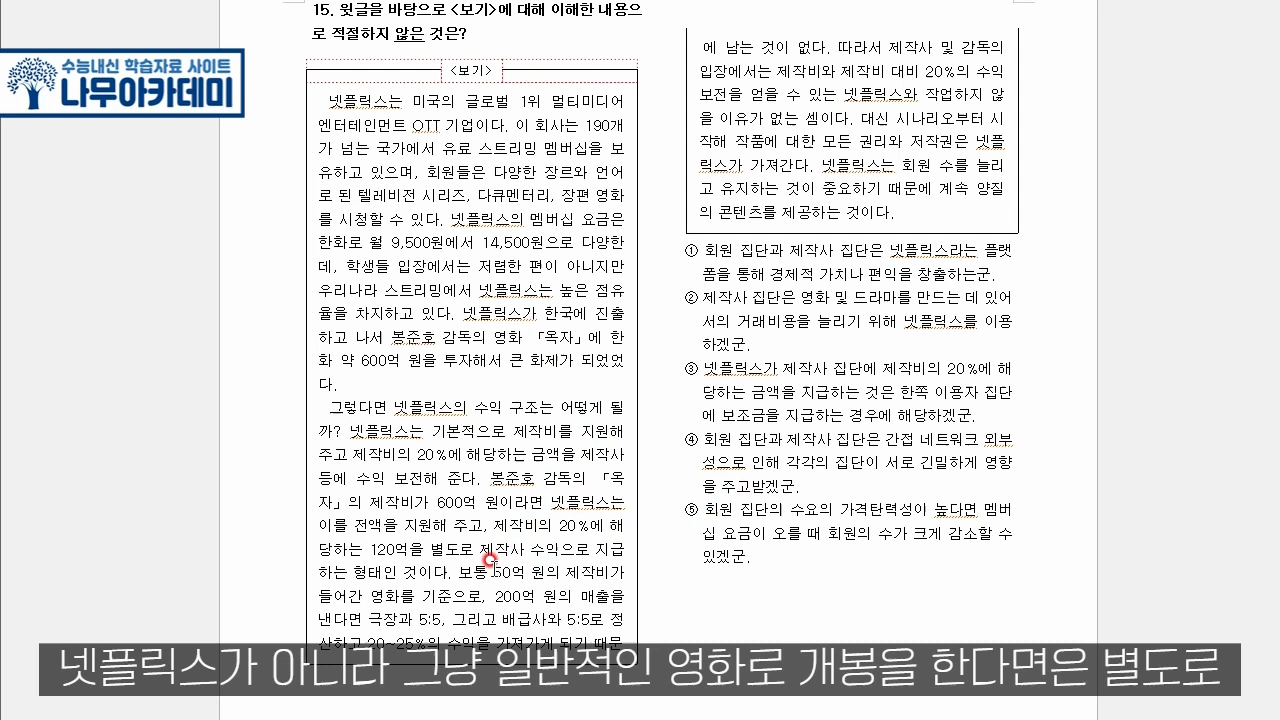 15. 윗글을 바탕으로 <보기>에 대해 이해한 내용으
로 적절하지 않은 것은?
수능내신 학습자료 사이트
나무아카데미
<보기>
넷플릭스는 미국의 글로벌 1위 멀티미디어
엔터테인먼트 OTT 기업이다. 이 회사는 190개
가 넘는 국가에서 유료 스트리밍 멤버십을 보
유하고 있으며, 회원들은 다양한 장르와 언어
로 된 텔레비전 시리즈, 다큐멘터리, 장편 영화
를 시청할 수 있다. 넷플릭스의 멤버십 요금은
한화로 월 9,500원에서 14,500원으로 다양한
데, 학생들 입장에서는 저렴한 편이 아니지만
우리나라 스트리밍에서 넷플릭스는 높은 점유
율을 차지하고 있다. 넷플릭스가 한국에 진출
하고 나서 봉준호 감독의 영화 「옥자」에 한
화 약 600억 원을 투자해서 큰 화제가 되었었
다.
그렇다면 넷플릭스의 수익 구조는 어떻게 될
까? 넷플릭스는 기본적으로 제작비를 지원해
주고 제작비의 20%에 해당하는 금액을 제작사
등에 수익 보전해 준다. 봉준호 감독의 「옥
자」의 제작비가 600억 원이라면 넷플릭스는
이를 전액을 지원해 주고, 제작비의 20%에 해
당하는 120억을 별도로 제작사 수익으로 지급
하는 형태인 것이다. 보통 50억 원의 제작비가
들어간 영화를 기준으로, 200억 원의 매출을
낸다면 극장과 5:5, 그리고 배급사와 5:5로 정
산하고 20~25%의 수익을 가져가게 되기 때문
에 남는 것이 없다. 따라서 제작사 및 감독의
입장에서는 제작비와 제작비 대비 20%의 수익
보전을 얻을 수 있는 넷플릭스와 작업하지 않
을 이유가 없는 셈이다. 대신 시나리오부터 시
작해 작품에 대한 모든 권리와 저작권은 넷플
릭스가 가져간다. 넷플릭스는 회원 수를 늘리
고 유지하는 것이 중요하기 때문에 계속 양질
의 콘텐츠를 제공하는 것이다.
① 회원 집단과 제작사 집단은 넷플릭스라는 플랫
폼을 통해 경제적 가치나 편익을 창출하는군.
② 제작사 집단은 영화 및 드라마를 만드는 데 있어
서의 거래비용을 늘리기 위해 넷플릭스를 이용
하겠군.
③ 넷플릭스가 제작사 집단에 제작비의 20%에 해
당하는 금액을 지급하는 것은 한쪽 이용자 집단
에 보조금을 지급하는 경우에 해당하겠군.
④ 회원 집단과 제작사 집단은 간접 네트워크 외부
성으로 인해 각각의 집단이 서로 긴밀하게 영향
을 주고받겠군.
⑤ 회원 집단의 수요의 가격탄력성이 높다면 멤버
십 요금이 오를 때 회원의 수가 크게 감소할 수
있겠군.
넷플릭스가 아니라 그냥 일반적인 영화로 개봉을 한다면은 별도로